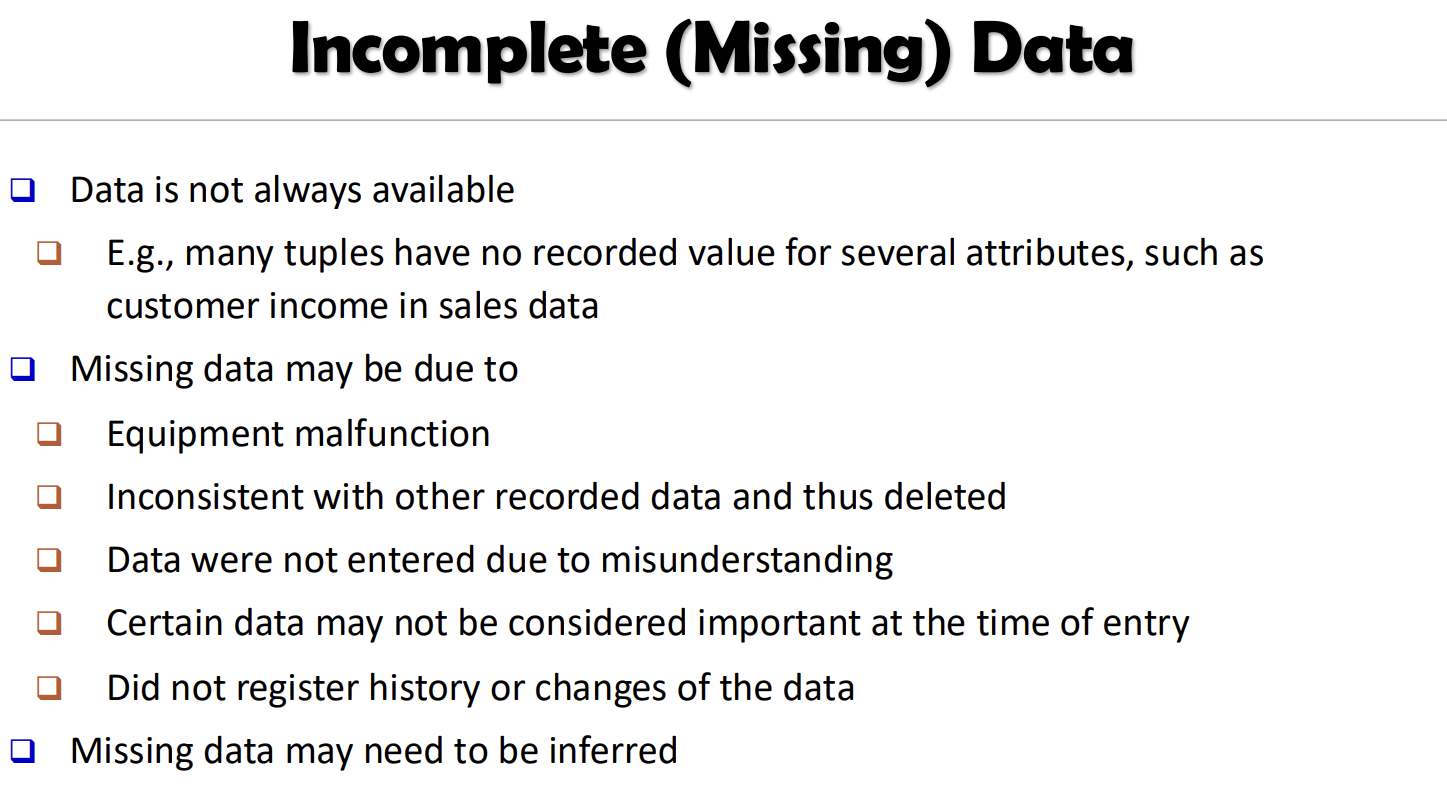 Incomplete (Missing) Data
Data is not always available
E.g., many tuples have no recorded value for several attributes, such as
customer income in sales data
Missing data may be due to
Equipment malfunction
Inconsistent with other recorded data and thus deleted
Data were not entered due to misunderstanding
Certain data may not be considered important at the time of entry
Did not register history or changes of the data
Missing data may need to be inferred